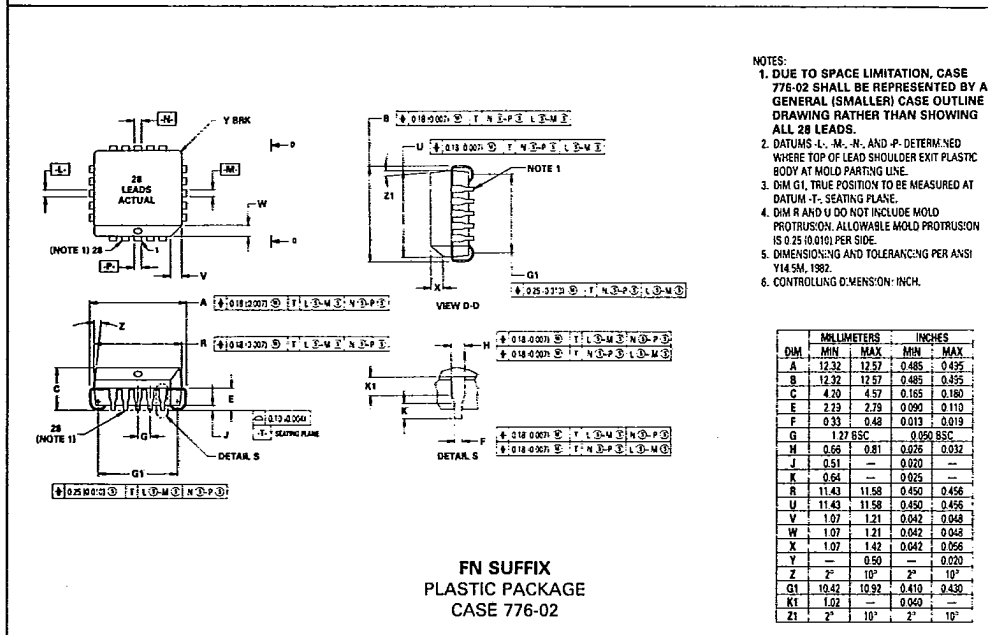 NOTES:
1. DUE TO SPACE LIMITATION, CASE
776-02 SHALL BE REPRESENTED BY A
GENERAL (SMALLER) CASE OUTLINE
DRAWING RATHER THAN SHOWING
ALL 28 LEADS.
2. DATUMS -L-, -M-, -N-, AND -P- DETERMINED
WHERE TOP OF LEAD SHOULDER EXIT PLASTIC
BODY AT MOLD PARTING LINE.
3. DIM G1, TRUE POSITION TO BE MEASURED AT
DATUM -T-, SEATING PLANE.
4. DIM R AND U DO NOT INCLUDE MOLD
PROTRUSION. ALLOWABLE MOLD PROTRUSION
IS 0.25 (0.010) PER SIDE.
5. DIMENSIONING AND TOLERANCING PER ANSI
Y14.5M, 1982.
6. CONTROLLING DIMENSION: INCH.
-N-
Y BRK
D
-L-
28
LEADS
ACTUAL
-M-
W
(NOTE 1) 28
1
D
-P-
V
B
U
NOTE 1
Z1
X
G1
VIEW D-D
A
Z
R
C
E
28
(NOTE 1)
G
J
-T- SEATING PLANE
DETAIL S
G1
H
K1
K
F
DETAIL S
MILLIMETERS INCHES
DIM MIN MAX MIN MAX
A 12.32 12.57 0.485 0.495
B 12.32 12.57 0.485 0.495
C 4.20 4.57 0.165 0.180
E 2.29 2.79 0.090 0.110
F 0.33 0.48 0.013 0.019
G 1.27 BSC 0.050 BSC
H 0.66 0.81 0.026 0.032
J 0.51 — 0.020 —
K 0.64 — 0.025 —
R 11.43 11.58 0.450 0.456
U 11.43 11.58 0.450 0.456
V 1.07 1.21 0.042 0.048
W 1.07 1.21 0.042 0.048
X 1.07 1.42 0.042 0.056
Y — 0.50 — 0.020
Z 2° 10° 2° 10°
G1 10.42 10.92 0.410 0.430
K1 1.02 — 0.040 —
Z1 2° 10° 2° 10°
FN SUFFIX
PLASTIC PACKAGE
CASE 776-02